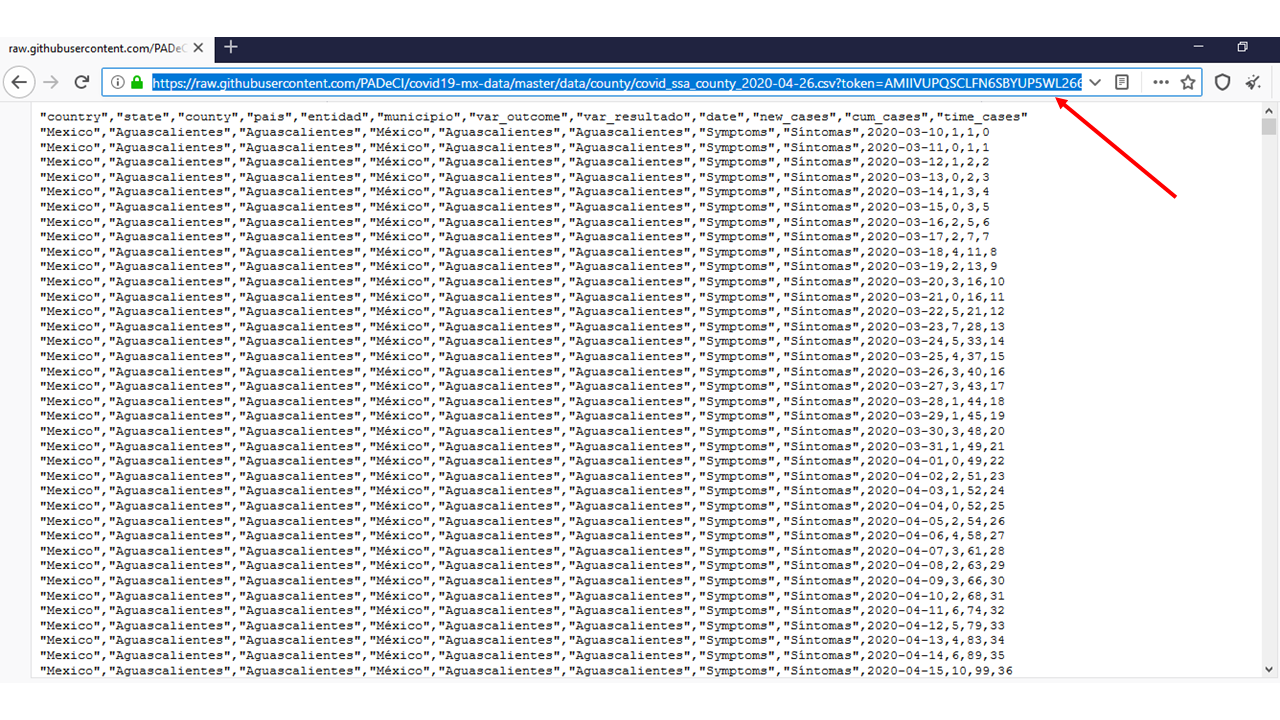 raw.githubusercontent.com/PADeC
https://raw.githubusercontent.com/PADeCI/covid19-mx-data/master/data/county/covid_ssa_county_2020-04-26.csv?token=AMIIVUPQSCLFN6SBYUP5WL266
"country","state","county","pais","entidad","municipio","var_outcome","var_resultado","date","new_cases","cum_cases","time_cases"
"Mexico","Aguascalientes","Aguascalientes","México","Aguascalientes","Aguascalientes","Symptoms","Síntomas",2020-03-10,1,1,0
"Mexico","Aguascalientes","Aguascalientes","México","Aguascalientes","Aguascalientes","Symptoms","Síntomas",2020-03-11,0,1,1
"Mexico","Aguascalientes","Aguascalientes","México","Aguascalientes","Aguascalientes","Symptoms","Síntomas",2020-03-12,1,2,2
"Mexico","Aguascalientes","Aguascalientes","México","Aguascalientes","Aguascalientes","Symptoms","Síntomas",2020-03-13,0,2,3
"Mexico","Aguascalientes","Aguascalientes","México","Aguascalientes","Aguascalientes","Symptoms","Síntomas",2020-03-14,1,3,4
"Mexico","Aguascalientes","Aguascalientes","México","Aguascalientes","Aguascalientes","Symptoms","Síntomas",2020-03-15,0,3,5
"Mexico","Aguascalientes","Aguascalientes","México","Aguascalientes","Aguascalientes","Symptoms","Síntomas",2020-03-16,2,5,6
"Mexico","Aguascalientes","Aguascalientes","México","Aguascalientes","Aguascalientes","Symptoms","Síntomas",2020-03-17,2,7,7
"Mexico","Aguascalientes","Aguascalientes","México","Aguascalientes","Aguascalientes","Symptoms","Síntomas",2020-03-18,4,11,8
"Mexico","Aguascalientes","Aguascalientes","México","Aguascalientes","Aguascalientes","Symptoms","Síntomas",2020-03-19,2,13,9
"Mexico","Aguascalientes","Aguascalientes","México","Aguascalientes","Aguascalientes","Symptoms","Síntomas",2020-03-20,3,16,10
"Mexico","Aguascalientes","Aguascalientes","México","Aguascalientes","Aguascalientes","Symptoms","Síntomas",2020-03-21,0,16,11
"Mexico","Aguascalientes","Aguascalientes","México","Aguascalientes","Aguascalientes","Symptoms","Síntomas",2020-03-22,5,21,12
"Mexico","Aguascalientes","Aguascalientes","México","Aguascalientes","Aguascalientes","Symptoms","Síntomas",2020-03-23,7,28,13
"Mexico","Aguascalientes","Aguascalientes","México","Aguascalientes","Aguascalientes","Symptoms","Síntomas",2020-03-24,5,33,14
"Mexico","Aguascalientes","Aguascalientes","México","Aguascalientes","Aguascalientes","Symptoms","Síntomas",2020-03-25,4,37,15
"Mexico","Aguascalientes","Aguascalientes","México","Aguascalientes","Aguascalientes","Symptoms","Síntomas",2020-03-26,3,40,16
"Mexico","Aguascalientes","Aguascalientes","México","Aguascalientes","Aguascalientes","Symptoms","Síntomas",2020-03-27,3,43,17
"Mexico","Aguascalientes","Aguascalientes","México","Aguascalientes","Aguascalientes","Symptoms","Síntomas",2020-03-28,1,44,18
"Mexico","Aguascalientes","Aguascalientes","México","Aguascalientes","Aguascalientes","Symptoms","Síntomas",2020-03-29,1,45,19
"Mexico","Aguascalientes","Aguascalientes","México","Aguascalientes","Aguascalientes","Symptoms","Síntomas",2020-03-30,3,48,20
"Mexico","Aguascalientes","Aguascalientes","México","Aguascalientes","Aguascalientes","Symptoms","Síntomas",2020-03-31,1,49,21
"Mexico","Aguascalientes","Aguascalientes","México","Aguascalientes","Aguascalientes","Symptoms","Síntomas",2020-04-01,0,49,22
"Mexico","Aguascalientes","Aguascalientes","México","Aguascalientes","Aguascalientes","Symptoms","Síntomas",2020-04-02,2,51,23
"Mexico","Aguascalientes","Aguascalientes","México","Aguascalientes","Aguascalientes","Symptoms","Síntomas",2020-04-03,1,52,24
"Mexico","Aguascalientes","Aguascalientes","México","Aguascalientes","Aguascalientes","Symptoms","Síntomas",2020-04-04,0,52,25
"Mexico","Aguascalientes","Aguascalientes","México","Aguascalientes","Aguascalientes","Symptoms","Síntomas",2020-04-05,2,54,26
"Mexico","Aguascalientes","Aguascalientes","México","Aguascalientes","Aguascalientes","Symptoms","Síntomas",2020-04-06,4,58,27
"Mexico","Aguascalientes","Aguascalientes","México","Aguascalientes","Aguascalientes","Symptoms","Síntomas",2020-04-07,3,61,28
"Mexico","Aguascalientes","Aguascalientes","México","Aguascalientes","Aguascalientes","Symptoms","Síntomas",2020-04-08,2,63,29
"Mexico","Aguascalientes","Aguascalientes","México","Aguascalientes","Aguascalientes","Symptoms","Síntomas",2020-04-09,3,66,30
"Mexico","Aguascalientes","Aguascalientes","México","Aguascalientes","Aguascalientes","Symptoms","Síntomas",2020-04-10,2,68,31
"Mexico","Aguascalientes","Aguascalientes","México","Aguascalientes","Aguascalientes","Symptoms","Síntomas",2020-04-11,6,74,32
"Mexico","Aguascalientes","Aguascalientes","México","Aguascalientes","Aguascalientes","Symptoms","Síntomas",2020-04-12,5,79,33
"Mexico","Aguascalientes","Aguascalientes","México","Aguascalientes","Aguascalientes","Symptoms","Síntomas",2020-04-13,4,83,34
"Mexico","Aguascalientes","Aguascalientes","México","Aguascalientes","Aguascalientes","Symptoms","Síntomas",2020-04-14,6,89,35
"Mexico","Aguascalientes","Aguascalientes","México","Aguascalientes","Aguascalientes","Symptoms","Síntomas",2020-04-15,10,99,36